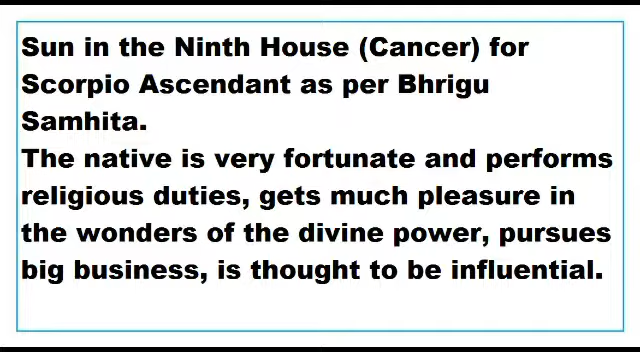 Sun in the Ninth House (Cancer) for
Scorpio Ascendant as per Bhrigu
Samhita.
The native is very fortunate and performs
religious duties, gets much pleasure in
the wonders of the divine power, pursues
big business, is thought to be influential.